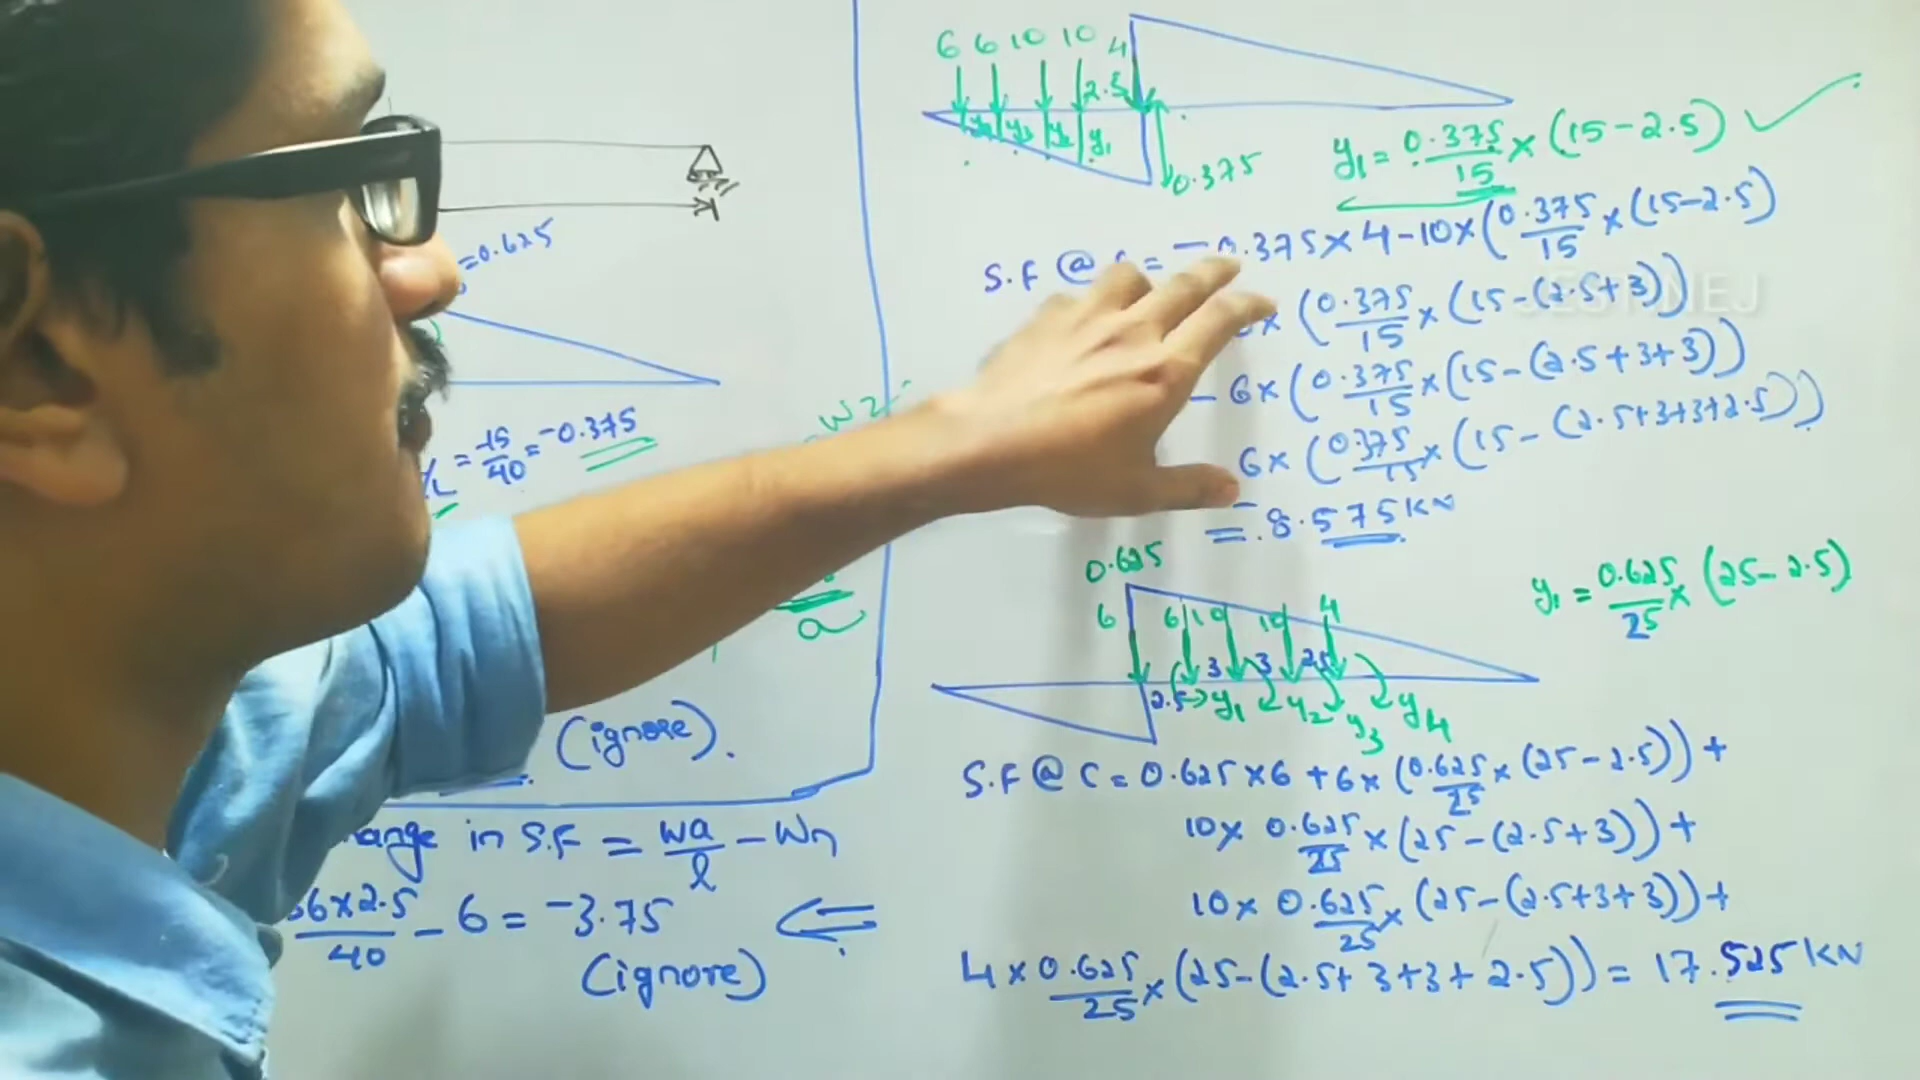 =0.625
= -15/40 = -0.375
(ignore).
change in S.F = wa/l - W1
6×2.5/40 - 6 = -3.75
(ignore)
6 6 10 10 4
2.5
y3 y2 y1
0.375
y1 = 0.375/15 × (15-2.5)
S.F @ C = -0.375×4-10×(0.375/15×(15-2.5)
× (0.375/15×(15-(2.5+3))
- 6×(0.375/15×(15-(2.5+3+3))
6×(0.375/15×(15-(2.5+3+3+2.5))
= -8.575 KN
0.625
y1 = 0.625/25 × (25-2.5)
6 6 10 10 4
3 3 2.5
2.5 y1 y2 y3 y4
S.F @ C = 0.625×6 + 6×(0.625/25×(25-2.5)) +
10× 0.625/25×(25-(2.5+3)) +
10× 0.625/25×(25-(2.5+3+3)) +
4×0.625/25×(25-(2.5+3+3+2.5)) = 17.525 KN
JESTINEJ